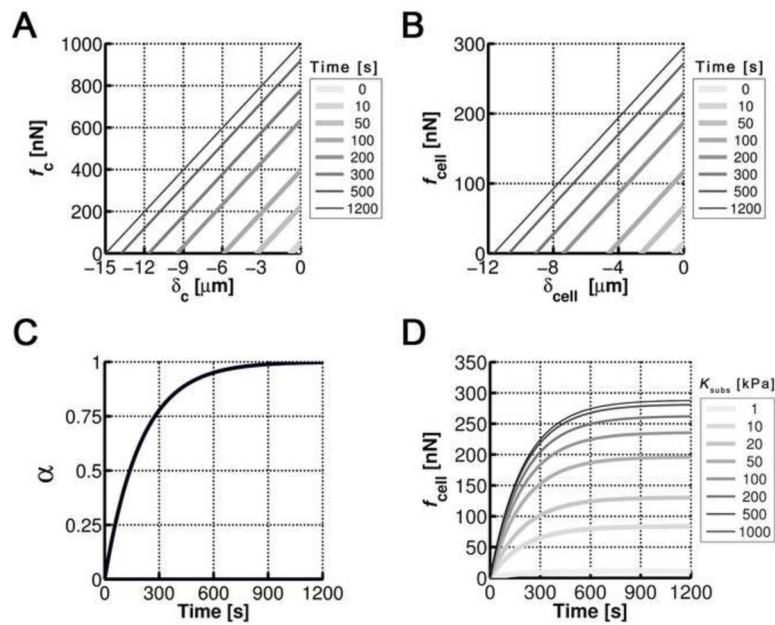 A
B
1000
800
600
400
200
0
f_c [nN]
−15 −12 −9 −6 −3 0
δ_c [μm]
Time [s]
0
10
50
100
200
300
500
1200
300
200
100
0
f_cell [nN]
−12 −8 −4 0
δ_cell [μm]
Time [s]
0
10
50
100
200
300
500
1200
C
D
1
0.75
0.5
0.25
0
α
0 300 600 900 1200
Time [s]
350
300
250
200
150
100
50
0
f_cell [nN]
0 300 600 900 1200
Time [s]
K_subs [kPa]
1
10
20
50
100
200
500
1000